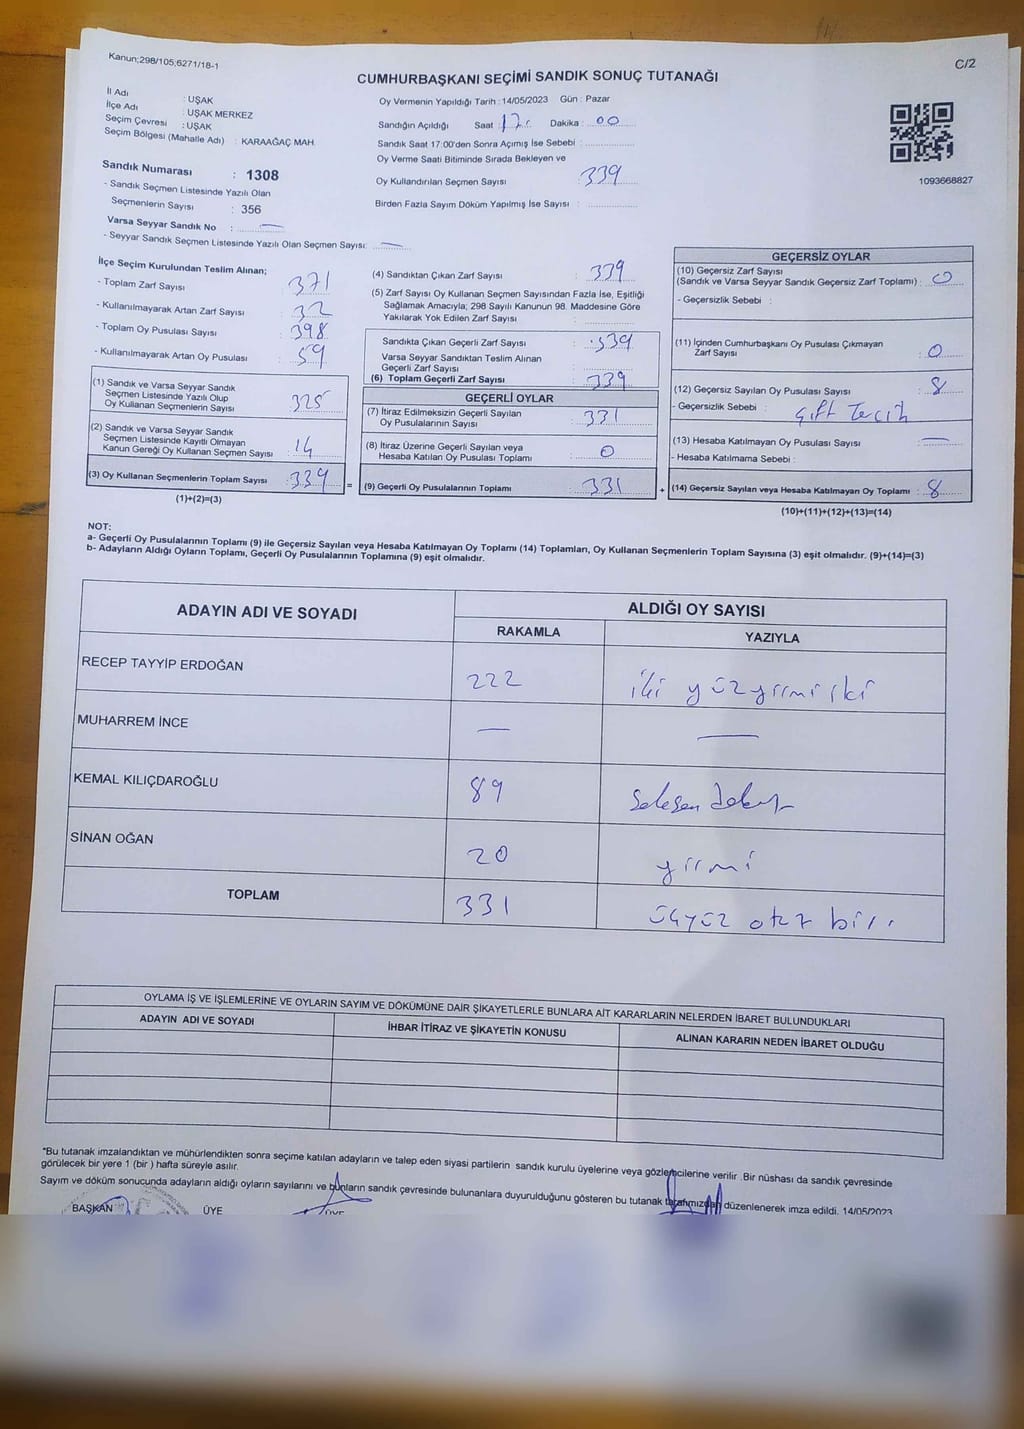 Kanun;298/105;6271/18-1
C/2
CUMHURBAŞKANI SEÇİMİ SANDIK SONUÇ TUTANAĞI
İl Adı : UŞAK
İlçe Adı : UŞAK MERKEZ
Seçim Çevresi : UŞAK
Seçim Bölgesi (Mahalle Adı) : KARAAĞAÇ MAH.
Sandık Numarası : 1308
- Sandık Seçmen Listesinde Yazılı Olan
Seçmenlerin Sayısı : 356
Varsa Seyyar Sandık No : —
- Seyyar Sandık Seçmen Listesinde Yazılı Olan Seçmen Sayısı: —
Oy Vermenin Yapıldığı Tarih : 14/05/2023 Gün : Pazar
Sandığın Açıldığı Saat : 17 Dakika : 00
Sandık Saat 17:00'den Sonra Açımış İse Sebebi :
Oy Verme Saati Bitiminde Sırada Bekleyen ve
Oy Kullandırılan Seçmen Sayısı : 339
Birden Fazla Sayım Döküm Yapılmış İse Sayısı :
1093668827
İlçe Seçim Kurulundan Teslim Alınan;
- Toplam Zarf Sayısı : 371
- Kullanılmayarak Artan Zarf Sayısı : 32
- Toplam Oy Pusulası Sayısı : 398
- Kullanılmayarak Artan Oy Pusulası : 59
(1) Sandık ve Varsa Seyyar Sandık
Seçmen Listesinde Yazılı Olup
Oy Kullanan Seçmenlerin Sayısı : 325
(2) Sandık ve Varsa Seyyar Sandık
Seçmen Listesinde Kayıtlı Olmayan
Kanun Gereği Oy Kullanan Seçmen Sayısı : 14
(3) Oy Kullanan Seçmenlerin Toplam Sayısı : 339
(1)+(2)=(3)
(4) Sandıktan Çıkan Zarf Sayısı : 339
(5) Zarf Sayısı Oy Kullanan Seçmen Sayısından Fazla İse, Eşitliği
Sağlamak Amacıyla; 298 Sayılı Kanunun 98. Maddesine Göre
Yakılarak Yok Edilen Zarf Sayısı :
Sandıkta Çıkan Geçerli Zarf Sayısı : 339
Varsa Seyyar Sandıktan Teslim Alınan
Geçerli Zarf Sayısı :
(6) Toplam Geçerli Zarf Sayısı : 339
GEÇERLİ OYLAR
(7) İtiraz Edilmeksizin Geçerli Sayılan
Oy Pusulalarının Sayısı : 331
(8) İtiraz Üzerine Geçerli Sayılan veya
Hesaba Katılan Oy Pusulası Toplamı : 0
= (9) Geçerli Oy Pusulalarının Toplamı : 331
GEÇERSİZ OYLAR
(10) Geçersiz Zarf Sayısı
(Sandık ve Varsa Seyyar Sandık Geçersiz Zarf Toplamı) : 0
- Geçersizlik Sebebi :
(11) İçinden Cumhurbaşkanı Oy Pusulası Çıkmayan
Zarf Sayısı : 0
(12) Geçersiz Sayılan Oy Pusulası Sayısı : 8
- Geçersizlik Sebebi : Çift Tercih
(13) Hesaba Katılmayan Oy Pusulası Sayısı : —
- Hesaba Katılmama Sebebi :
+ (14) Geçersiz Sayılan veya Hesaba Katılmayan Oy Toplamı : 8
(10)+(11)+(12)+(13)=(14)
NOT:
a- Geçerli Oy Pusulalarının Toplamı (9) ile Geçersiz Sayılan veya Hesaba Katılmayan Oy Toplamı (14) Toplamları, Oy Kullanan Seçmenlerin Toplam Sayısına (3) eşit olmalıdır. (9)+(14)=(3)
b- Adayların Aldığı Oyların Toplamı, Geçerli Oy Pusulalarının Toplamına (9) eşit olmalıdır.
ADAYIN ADI VE SOYADI ALDIĞI OY SAYISI
RAKAMLA YAZIYLA
RECEP TAYYİP ERDOĞAN 222 iki yüz yirmi iki
MUHARREM İNCE — —
KEMAL KILIÇDAROĞLU 89 seksen dokuz
SİNAN OĞAN 20 yirmi
TOPLAM 331 üçyüz otuz bir
OYLAMA İŞ VE İŞLEMLERİNE VE OYLARIN SAYIM VE DÖKÜMÜNE DAİR ŞİKAYETLERLE BUNLARA AİT KARARLARIN NELERDEN İBARET BULUNDUKLARI
ADAYIN ADI VE SOYADI İHBAR İTİRAZ VE ŞİKAYETİN KONUSU ALINAN KARARIN NEDEN İBARET OLDUĞU
*Bu tutanak imzalandıktan ve mühürlendikten sonra seçime katılan adayların ve talep eden siyasi partilerin sandık kurulu üyelerine veya gözlemcilerine verilir. Bir nüshası da sandık çevresinde
görülecek bir yere 1 (bir ) hafta süreyle asılır.
Sayım ve döküm sonucunda adayların aldığı oyların sayılarını ve bunların sandık çevresinde bulunanlara duyurulduğunu gösteren bu tutanak tarafımızdan düzenlenerek imza edildi. 14/05/2023
BAŞKAN ÜYE ÜYE